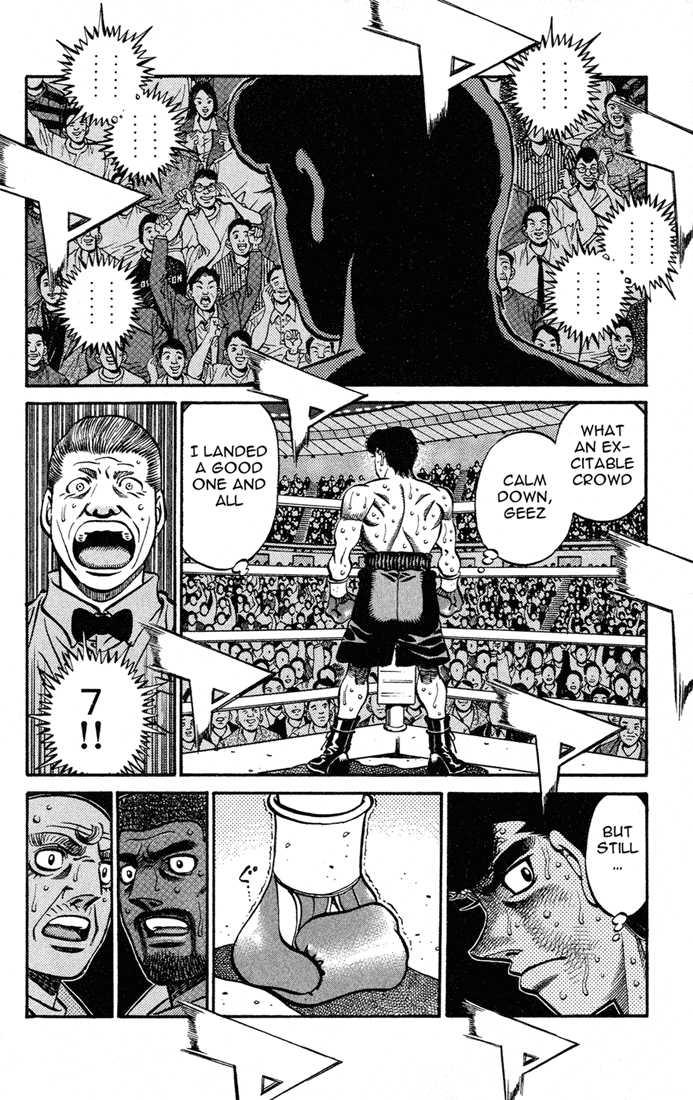 WHAT
AN EX-
CITABLE
CROWD
CALM
DOWN,
GEEZ
I LANDED
A GOOD
ONE AND
ALL
7
!!
BUT
STILL
...